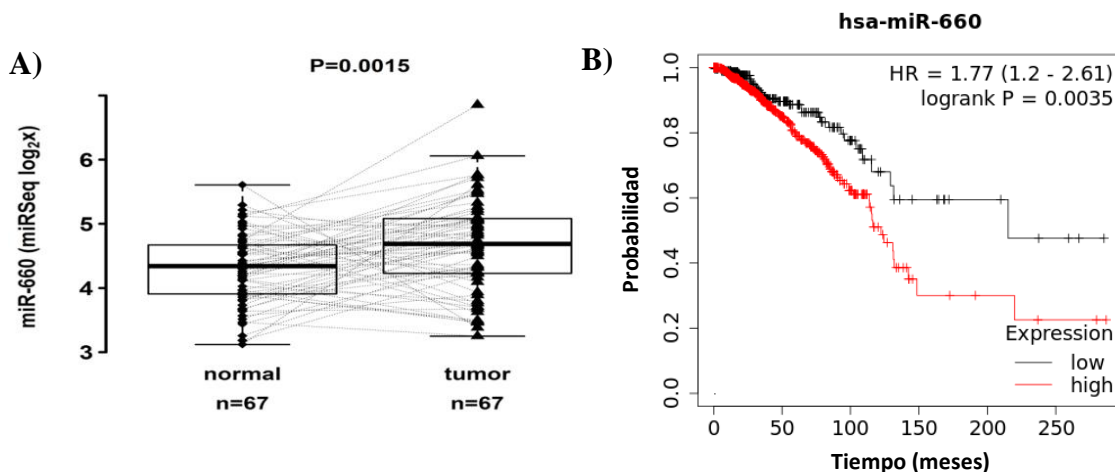 A)
P=0.0015
miR-660 (miRSeq log₂x)
6
5
4
3
normal
tumor
n=67
n=67
B)
hsa-miR-660
HR = 1.77 (1.2 - 2.61)
logrank P = 0.0035
Probabilidad
1.0
0.8
0.6
0.4
0.2
0.0
Expression
low
high
0
50
100
150
200
250
Tiempo (meses)